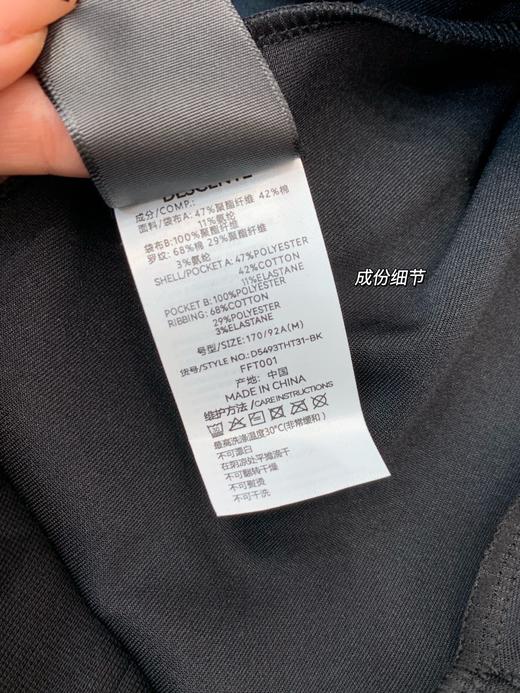 DESCENTE
成分/COMP.:
面料/袋布A: 47%聚酯纤维 42%棉
11%氨纶
袋布B:100%聚酯纤维
罗纹: 68%棉 29%聚酯纤维
3%氨纶
SHELL/POCKET A: 47%POLYESTER
42%COTTON
11%ELASTANE
POCKET B: 100%POLYESTER
RIBBING: 68%COTTON
29%POLYESTER
3%ELASTANE
号型/SIZE: 170/92A(M)
货号/STYLE NO.: D5493THT31-BK
FFT001
产地: 中国
MADE IN CHINA
维护方法 /CARE INSTRUCTIONS
30
最高洗涤温度30°C(非常缓和)
不可漂白
在阴凉处平摊滴干
不可翻转干燥
不可熨烫
不可干洗
成份细节